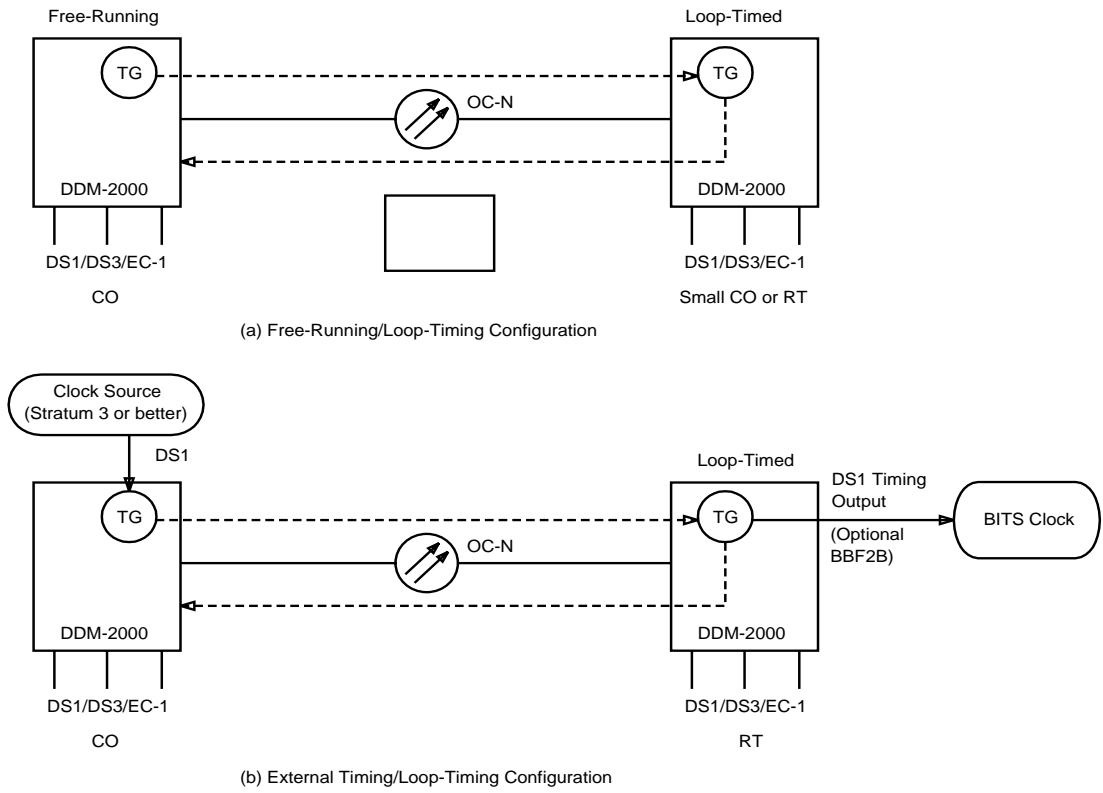 Free-Running
Loop-Timed
TG
TG
OC-N
DDM-2000
DDM-2000
DS1/DS3/EC-1
DS1/DS3/EC-1
CO
Small CO or RT
(a) Free-Running/Loop-Timing Configuration
Clock Source
(Stratum 3 or better)
DS1
Loop-Timed
DS1 Timing
Output
TG
TG
BITS Clock
(Optional
BBF2B)
OC-N
DDM-2000
DDM-2000
DS1/DS3/EC-1
DS1/DS3/EC-1
CO
RT
(b) External Timing/Loop-Timing Configuration